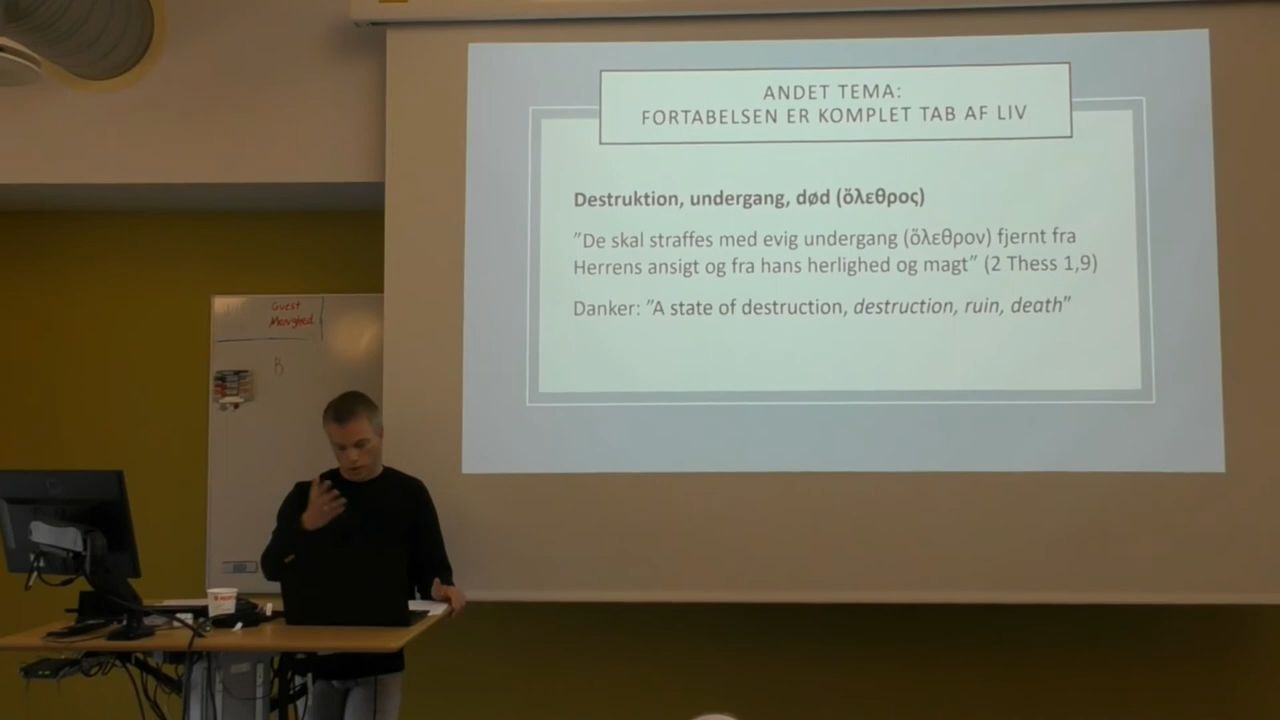 ANDET TEMA:
FORTABELSEN ER KOMPLET TAB AF LIV
Destruktion, undergang, død (ὄλεθρος)
”De skal straffes med evig undergang (ὄλεθρον) fjernt fra
Herrens ansigt og fra hans herlighed og magt” (2 Thess 1,9)
Danker: ”A state of destruction, destruction, ruin, death”
Guest